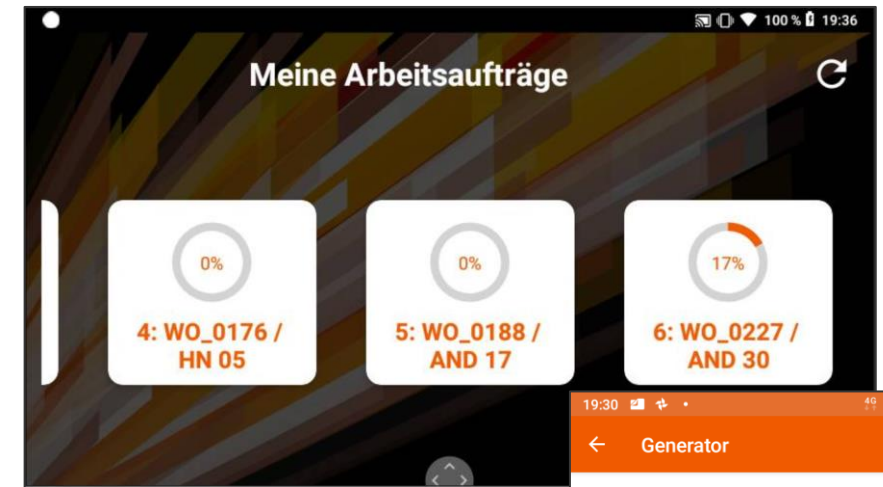 100 % 19:36
Meine Arbeitsaufträge
0%
4: WO_0176 /
HN 05
0%
5: WO_0188 /
AND 17
17%
6: WO_0227 /
AND 30
19:30
4G
Generator